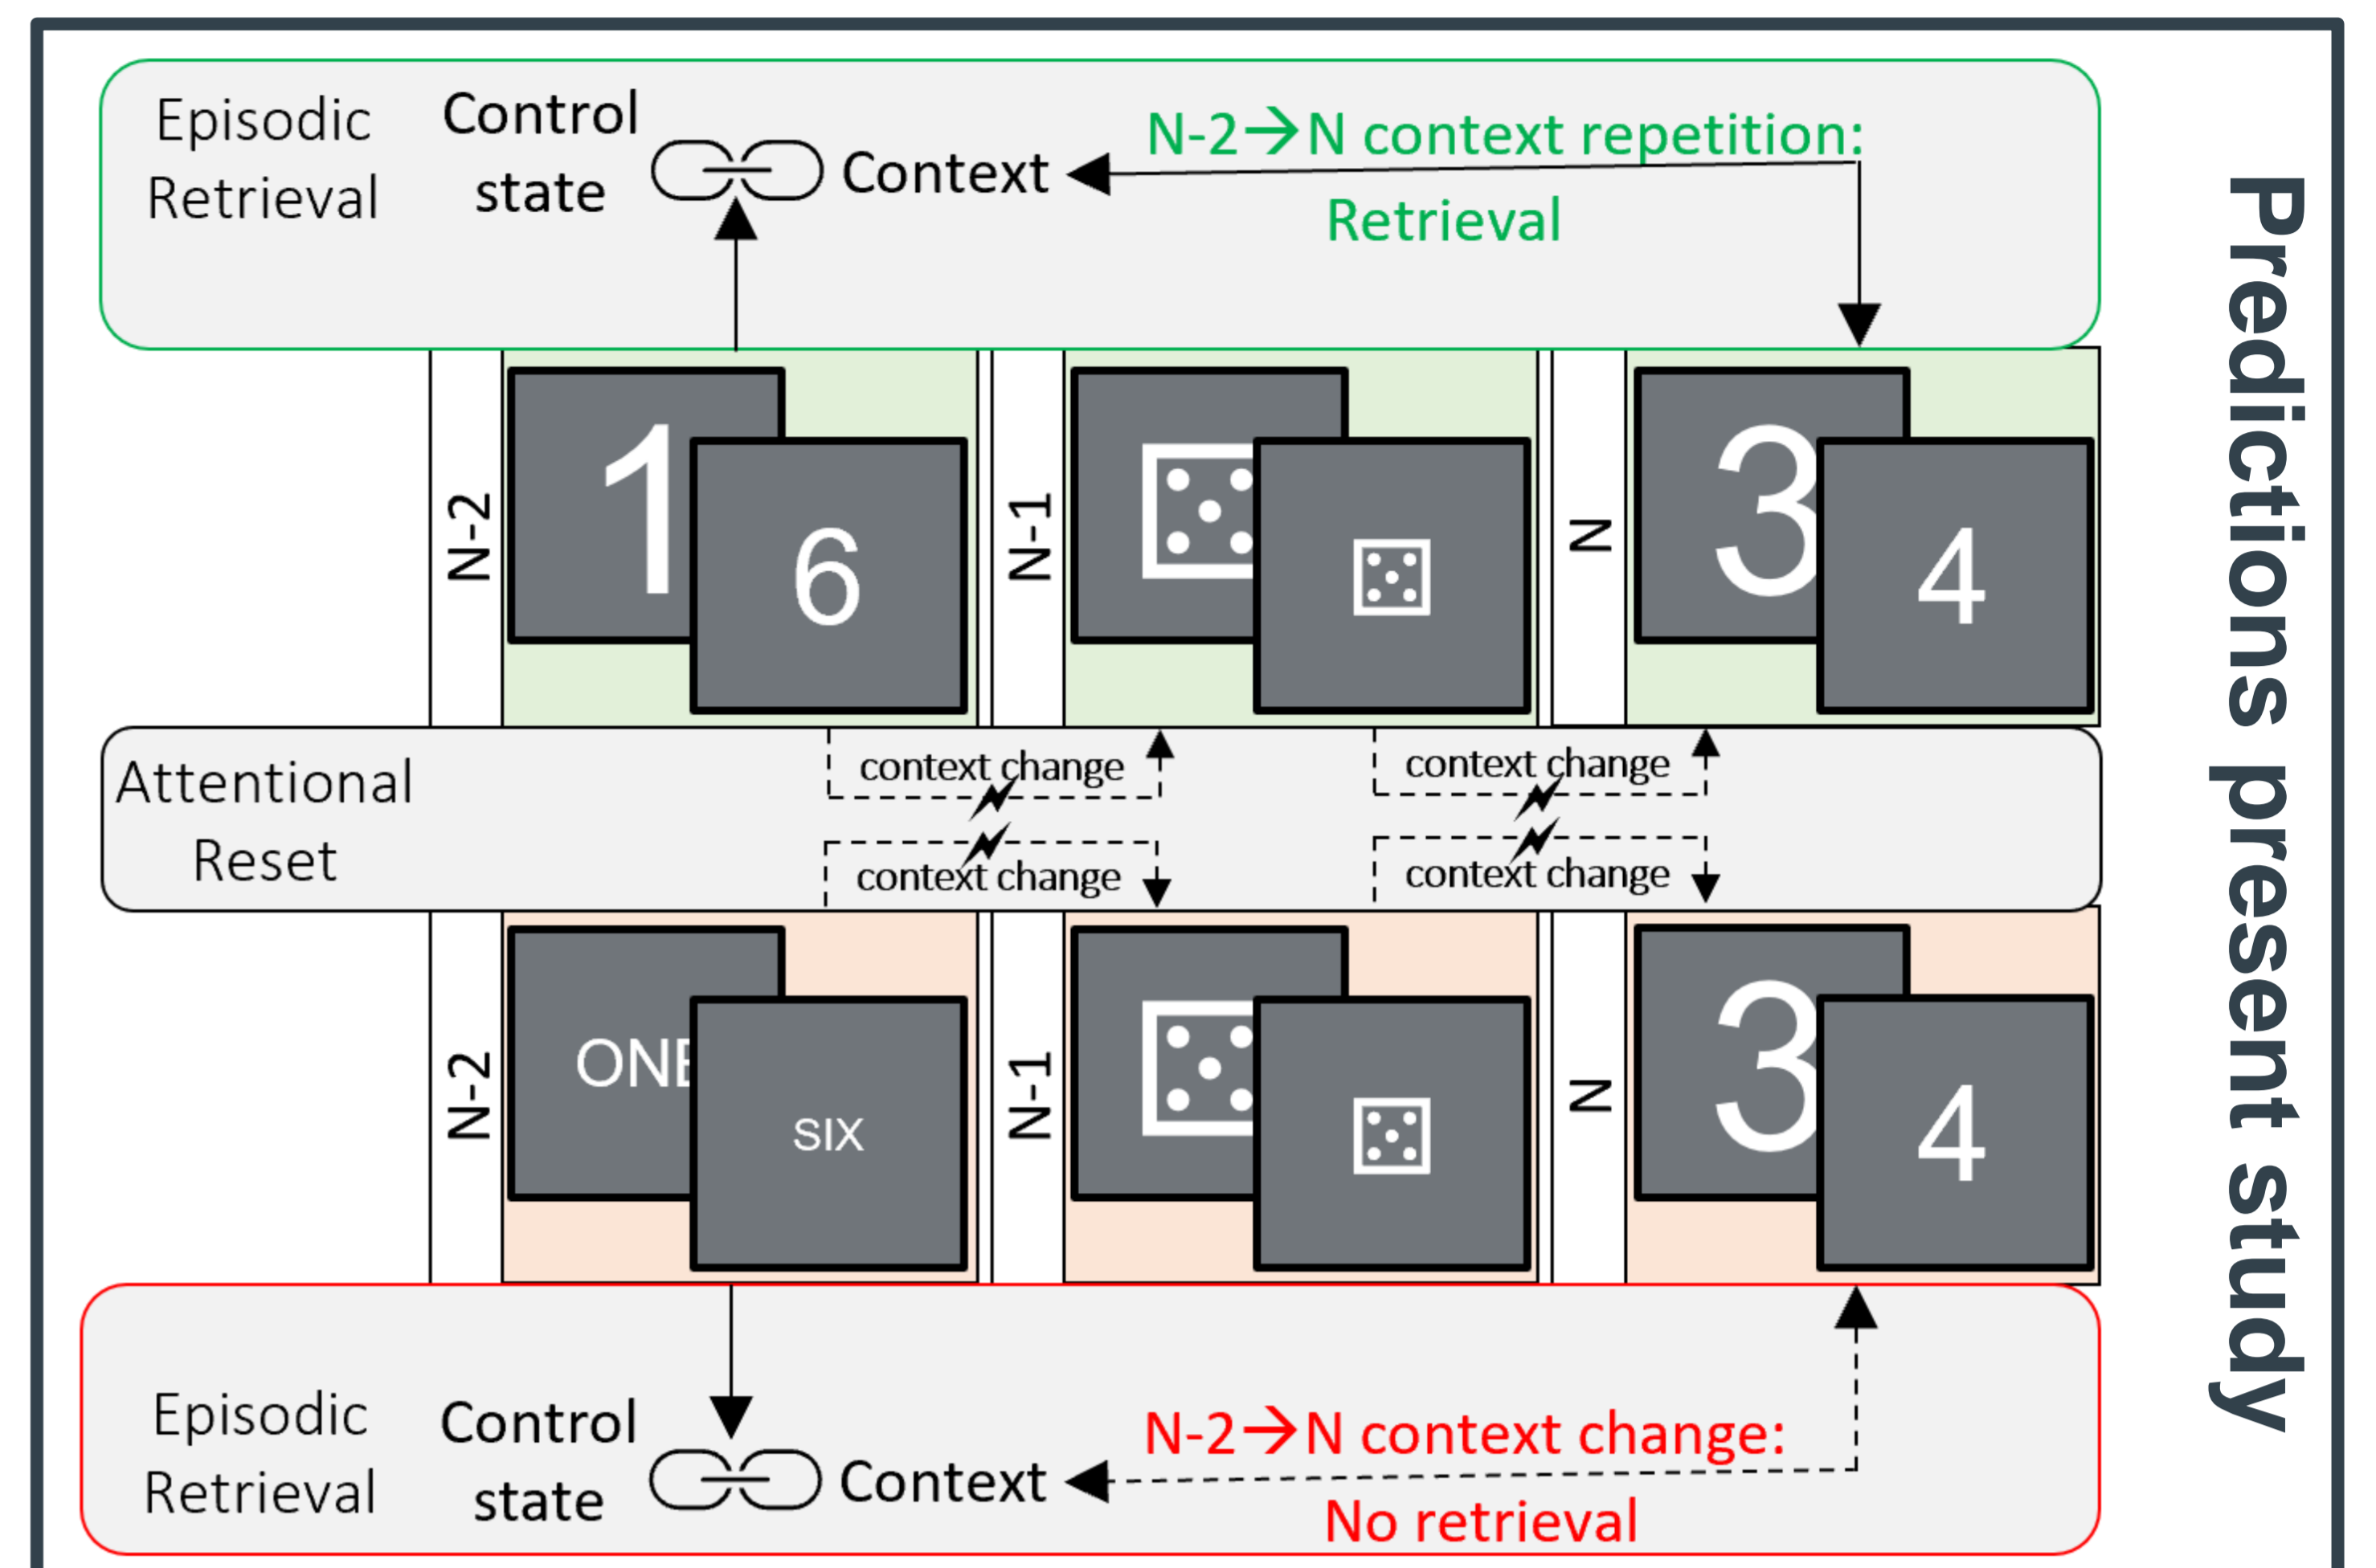 Episodic
Retrieval
Control
state
Context
N-2→N context repetition:
Retrieval
N-2
1
6
N-1
N
3
4
Attentional
Reset
context change
context change
context change
context change
N-2
ONE
SIX
N-1
N
3
4
Episodic
Retrieval
Control
state
Context
N-2→N context change:
No retrieval
Predictions present study